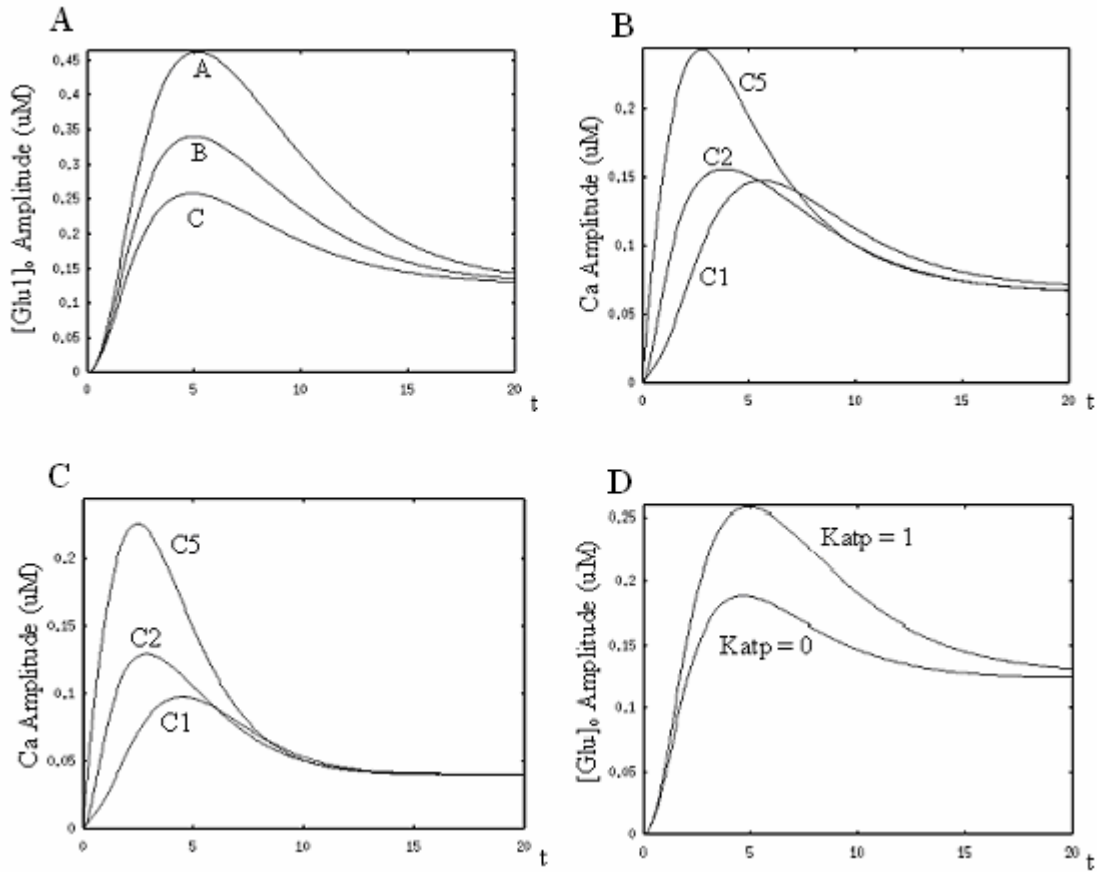 A
[Glu1]₀ Amplitude (uM)
0.45
0.4
0.35
0.3
0.25
0.2
0.15
0.1
0.05
0
A
B
C
0 5 10 15 20
t
B
Ca Amplitude (uM)
0.2
0.15
0.1
0.05
0
C5
C2
C1
0 5 10 15 20
t
C
Ca Amplitude (uM)
0.2
0.15
0.1
0.05
0
C5
C2
C1
0 5 10 15 20
t
D
[Glu]₀ Amplitude (uM)
0.25
0.2
0.15
0.1
0.05
0
Katp = 1
Katp = 0
0 5 10 15 20
t